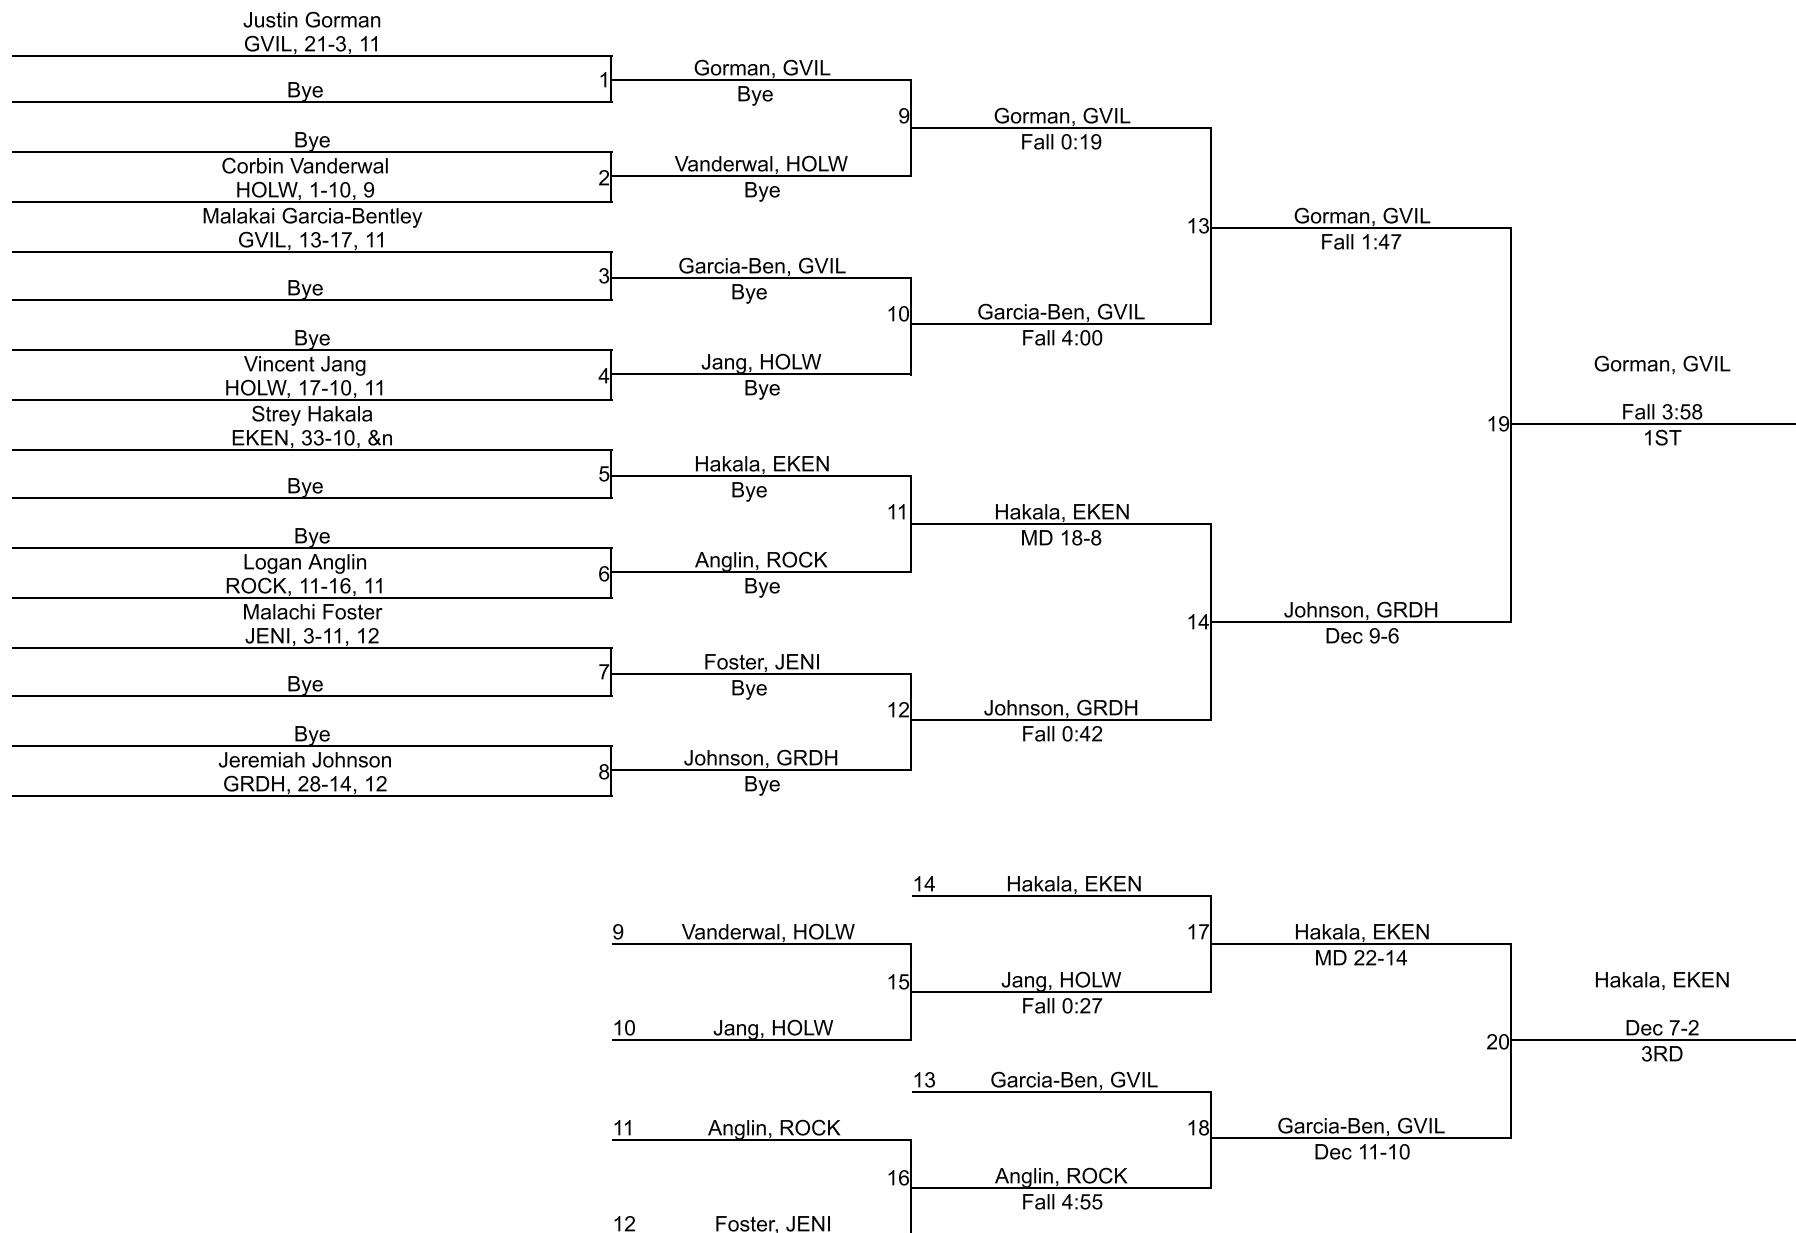 Justin Gorman
GVIL, 21-3, 11
Bye
1
Bye
Corbin Vanderwal
HOLW, 1-10, 9
2
Malakai Garcia-Bentley
GVIL, 13-17, 11
Bye
3
Bye
Vincent Jang
HOLW, 17-10, 11
4
Strey Hakala
EKEN, 33-10, &n
Bye
5
Bye
Logan Anglin
ROCK, 11-16, 11
6
Malachi Foster
JENI, 3-11, 12
Bye
7
Bye
Jeremiah Johnson
GRDH, 28-14, 12
8
Gorman, GVIL
Bye
9
Vanderwal, HOLW
Bye
Garcia-Ben, GVIL
Bye
10
Jang, HOLW
Bye
Hakala, EKEN
Bye
11
Anglin, ROCK
Bye
Foster, JENI
Bye
12
Johnson, GRDH
Bye
Gorman, GVIL
Fall 0:19
13
Garcia-Ben, GVIL
Fall 4:00
Hakala, EKEN
MD 18-8
14
Johnson, GRDH
Fall 0:42
Gorman, GVIL
Fall 1:47
19
Johnson, GRDH
Dec 9-6
Gorman, GVIL
Fall 3:58
1ST
14 Hakala, EKEN
9 Vanderwal, HOLW
15
10 Jang, HOLW
Jang, HOLW
Fall 0:27
17
13 Garcia-Ben, GVIL
11 Anglin, ROCK
16
12 Foster, JENI
Anglin, ROCK
Fall 4:55
18
Hakala, EKEN
MD 22-14
20
Garcia-Ben, GVIL
Dec 11-10
Hakala, EKEN
Dec 7-2
3RD